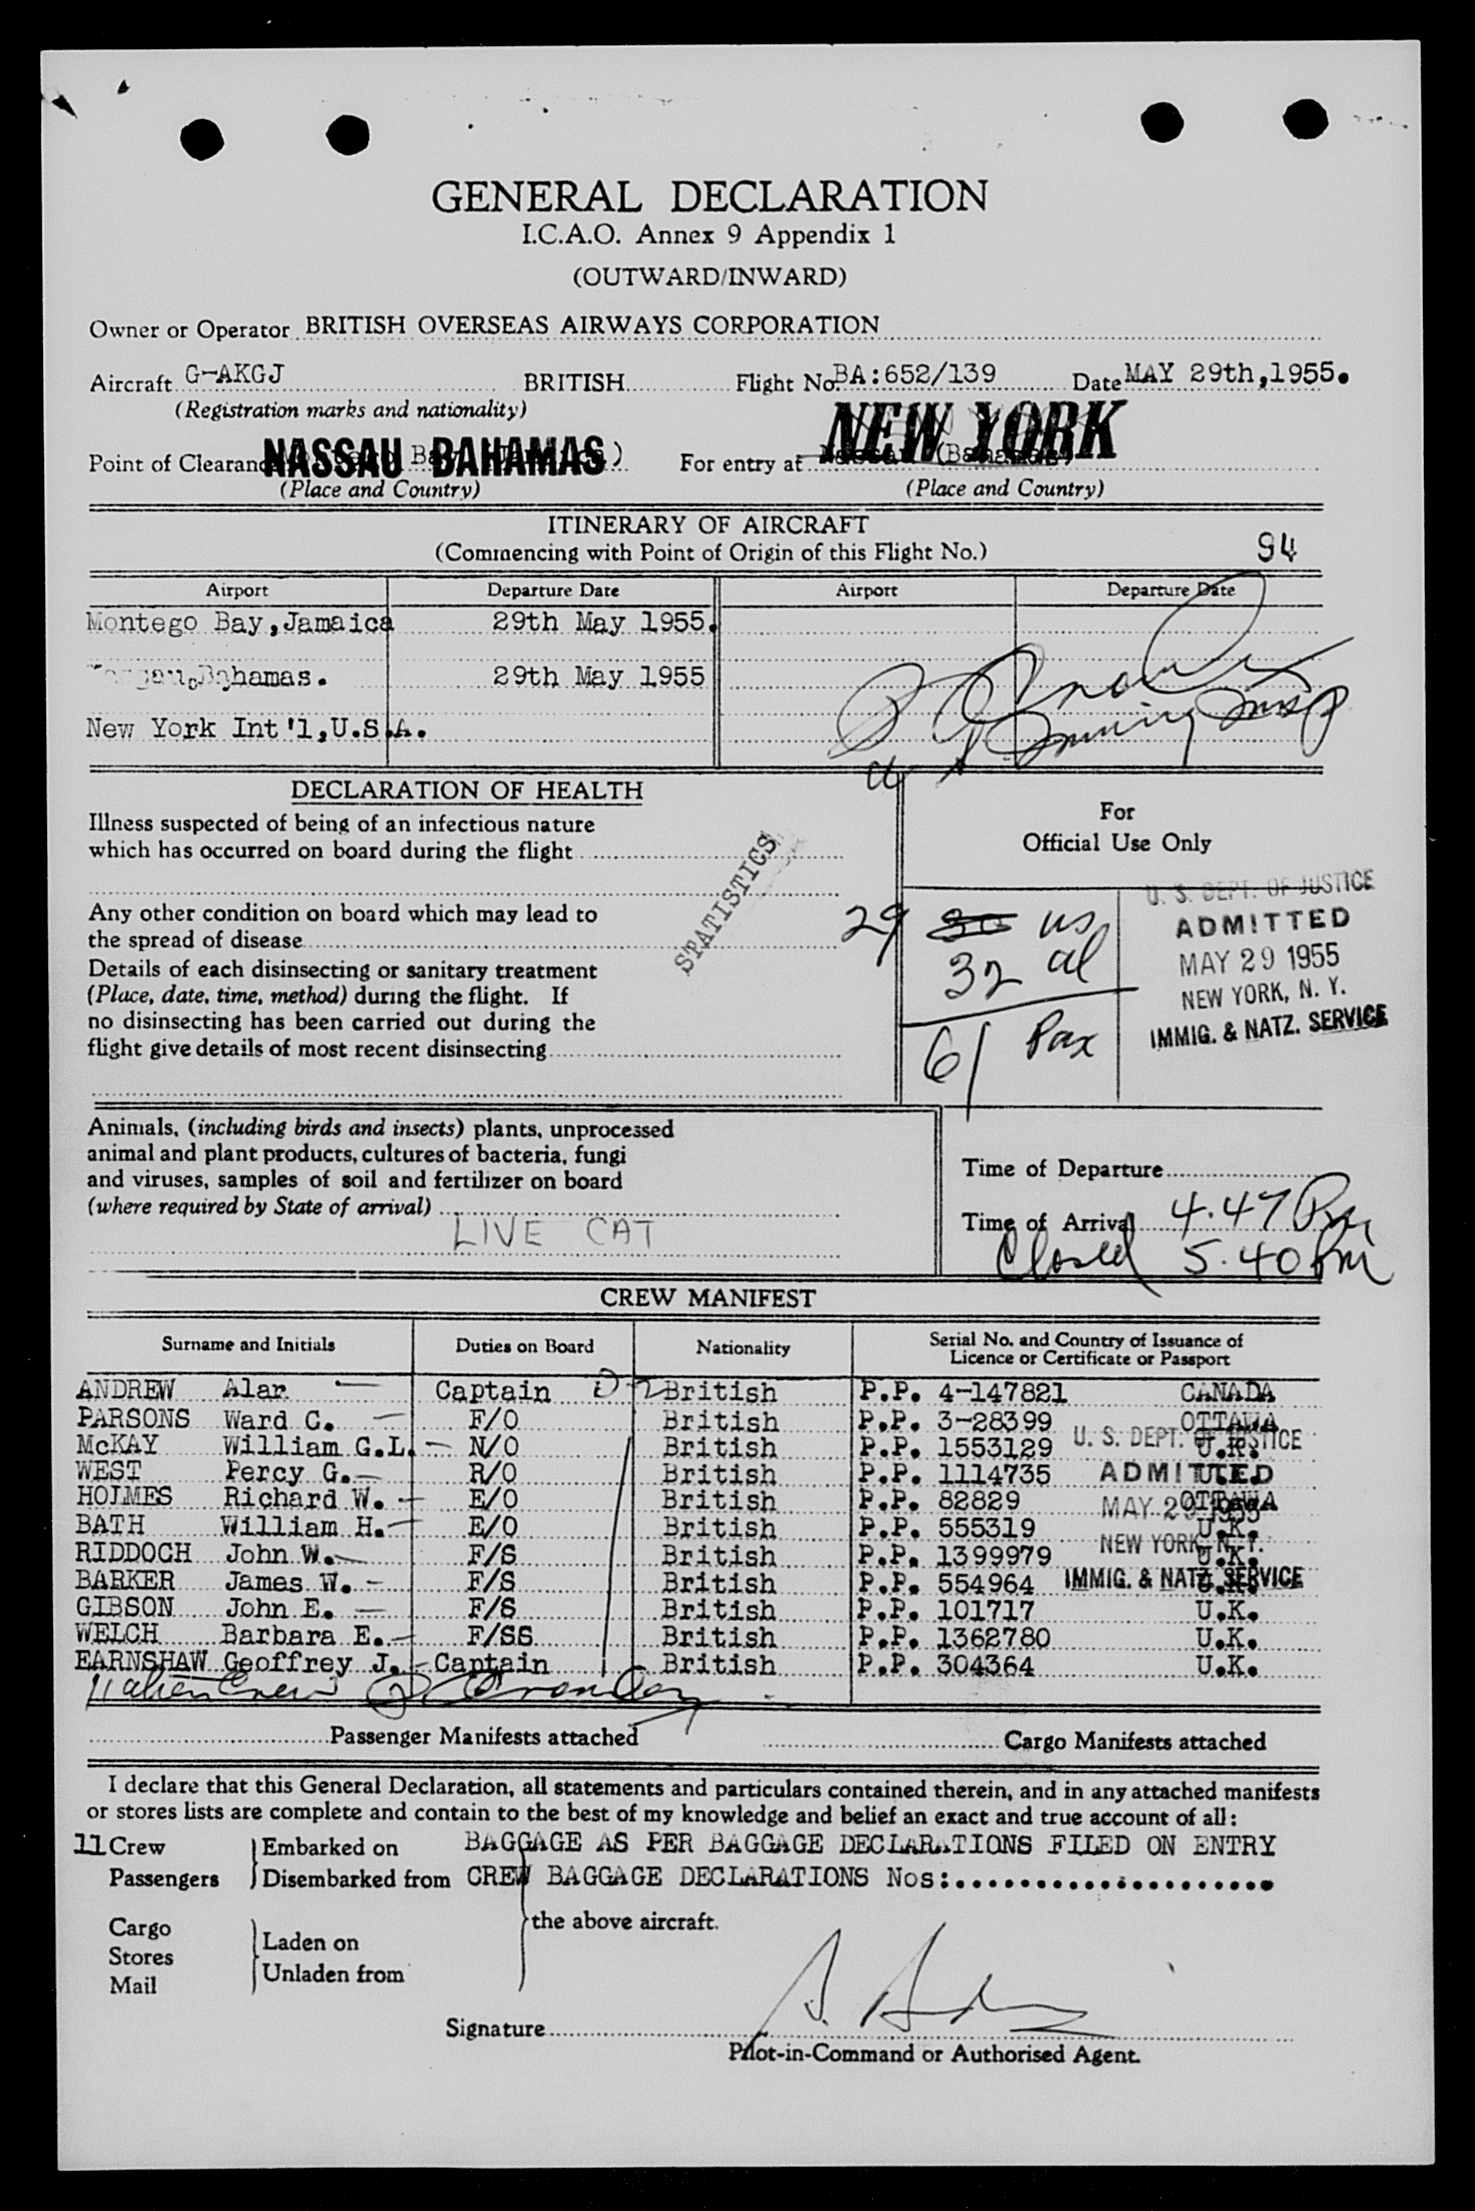 GENERAL DECLARATION
I.C.A.O. Annex 9 Appendix 1
(OUTWARD/INWARD)
Owner or Operator BRITISH OVERSEAS AIRWAYS CORPORATION
Aircraft G-AKGJ BRITISH Flight No. BA:652/139 Date MAY 29th,1955.
(Registration marks and nationality)
Point of Clearance NASSAU BAHAMAS For entry at NEW YORK
(Place and Country) (Place and Country)
ITINERARY OF AIRCRAFT
(Commencing with Point of Origin of this Flight No.) 94
Airport Departure Date Airport Departure Date
Montego Bay,Jamaica 29th May 1955.
Bahamas. 29th May 1955
New York Int'l,U.S.A.
DECLARATION OF HEALTH
Illness suspected of being of an infectious nature
which has occurred on board during the flight
Any other condition on board which may lead to
the spread of disease
Details of each disinsecting or sanitary treatment
(Place, date, time, method) during the flight. If
no disinsecting has been carried out during the
flight give details of most recent disinsecting
STATISTICS
For
Official Use Only
29 30 us
32 al
61 Pax
U. S. DEPT. OF JUSTICE
ADMITTED
MAY 29 1955
NEW YORK, N. Y.
IMMIG. & NATZ. SERVICE
Animals, (including birds and insects) plants, unprocessed
animal and plant products, cultures of bacteria, fungi
and viruses, samples of soil and fertilizer on board
(where required by State of arrival)
LIVE CAT
Time of Departure
Time of Arrival 4.47 Pm
Closed 5.40 Pm
CREW MANIFEST
Surname and Initials Duties on Board Nationality Serial No. and Country of Issuance of
Licence or Certificate or Passport
ANDREW Alan Captain D-2 British P.P. 4-147821 CANADA
PARSONS Ward C. F/O British P.P. 3-28399 OTTAWA
McKAY William G.L. N/O British P.P. 1553129 U.K.
WEST Percy G. R/O British P.P. 1114735 U.K.
HOLMES Richard W. E/O British P.P. 82829 OTTAWA
BATH William H. E/O British P.P. 555319 U.K.
RIDDOCH John W. F/S British P.P. 1399979 U.K.
BARKER James W. F/S British P.P. 554964 U.K.
GIBSON John E. F/S British P.P. 101717 U.K.
WELCH Barbara E. F/SS British P.P. 1362780 U.K.
EARNSHAW Geoffrey J. Captain British P.P. 304364 U.K.
U. S. DEPT. OF JUSTICE
ADMITTED
MAY 29 1955
NEW YORK, N. Y.
IMMIG. & NATZ. SERVICE
11 alien Crew
Passenger Manifests attached Cargo Manifests attached
I declare that this General Declaration, all statements and particulars contained therein, and in any attached manifests
or stores lists are complete and contain to the best of my knowledge and belief an exact and true account of all:
11 Crew Embarked on BAGGAGE AS PER BAGGAGE DECLARATIONS FILED ON ENTRY
Passengers Disembarked from CREW BAGGAGE DECLARATIONS Nos:.....................
the above aircraft.
Cargo
Stores
Mail
Laden on
Unladen from
Signature
Pilot-in-Command or Authorised Agent.